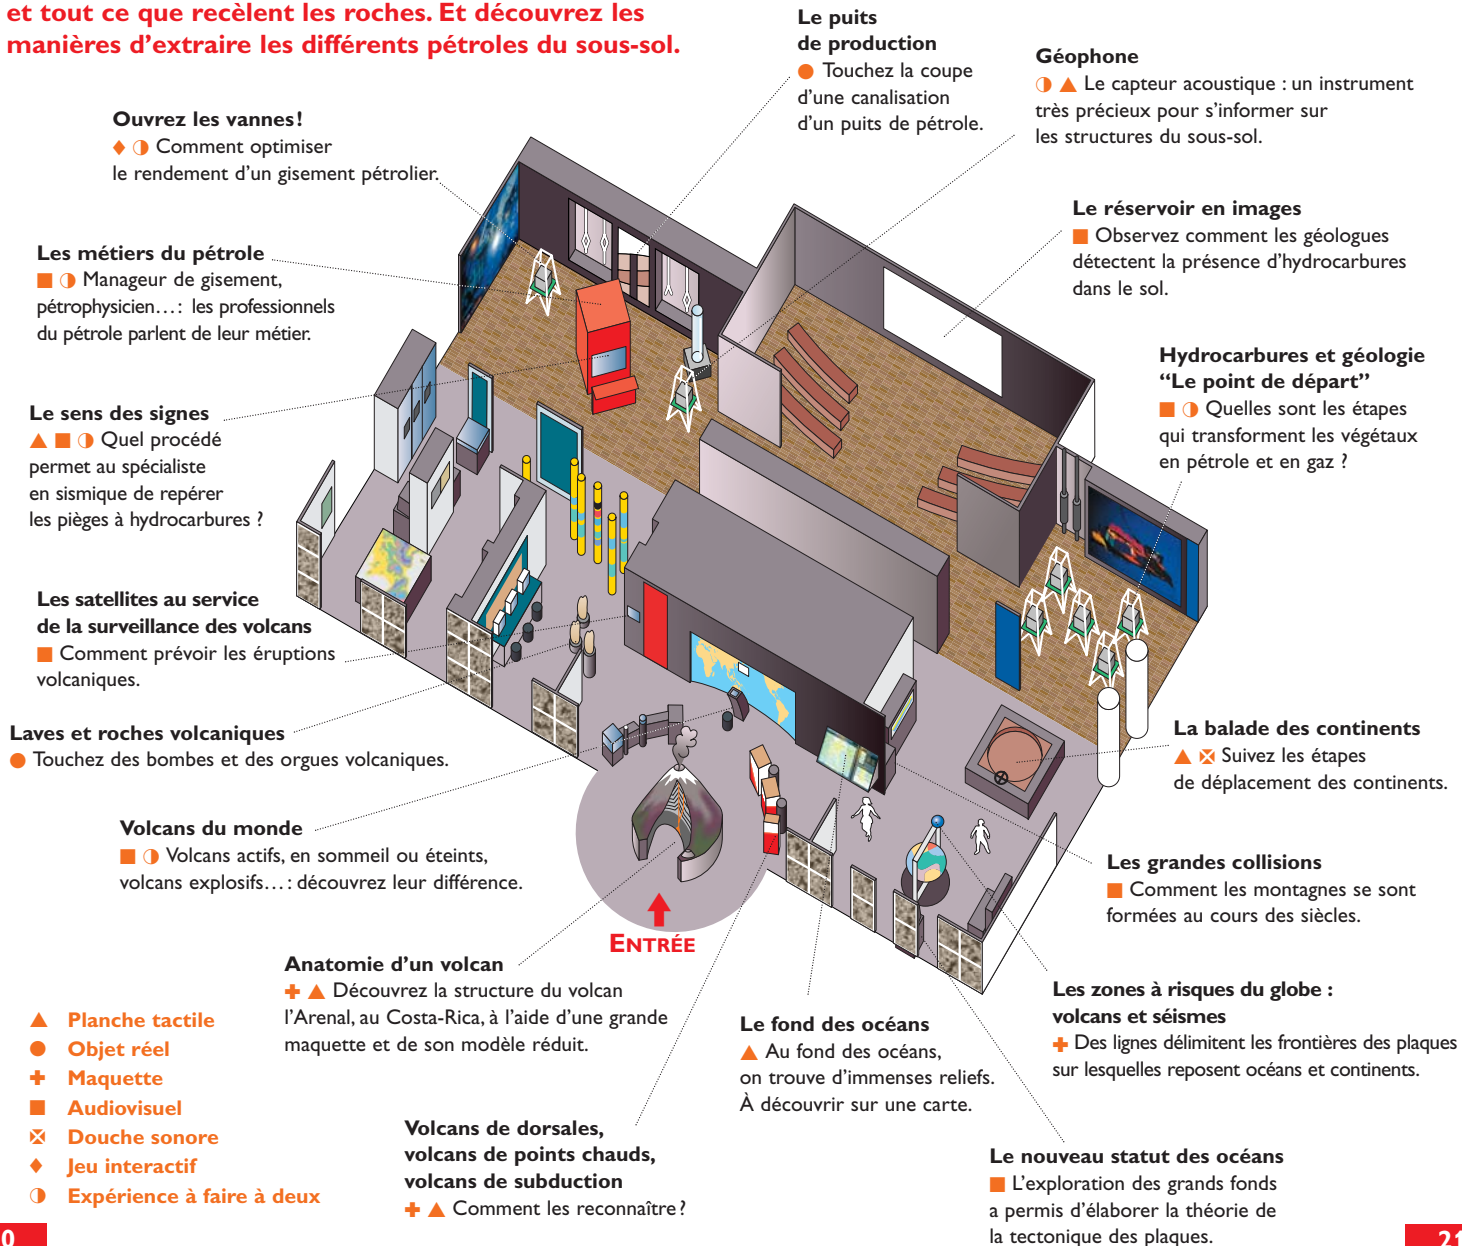 et tout ce que recèlent les roches. Et découvrez les
manières d’extraire les différents pétroles du sous-sol.
Le puits
de production
Touchez la coupe
d’une canalisation
d’un puits de pétrole.
Géophone
Le capteur acoustique : un instrument
très précieux pour s’informer sur
les structures du sous-sol.
Ouvrez les vannes !
Comment optimiser
le rendement d’un gisement pétrolier.
Le réservoir en images
Observez comment les géologues
détectent la présence d’hydrocarbures
dans le sol.
Les métiers du pétrole
Manageur de gisement,
pétrophysicien… : les professionnels
du pétrole parlent de leur métier.
Hydrocarbures et géologie
“Le point de départ”
Quelles sont les étapes
qui transforment les végétaux
en pétrole et en gaz ?
Le sens des signes
Quel procédé
permet au spécialiste
en sismique de repérer
les pièges à hydrocarbures ?
Les satellites au service
de la surveillance des volcans
Comment prévoir les éruptions
volcaniques.
Laves et roches volcaniques
Touchez des bombes et des orgues volcaniques.
La balade des continents
Suivez les étapes
de déplacement des continents.
Volcans du monde
Volcans actifs, en sommeil ou éteints,
volcans explosifs… : découvrez leur différence.
Les grandes collisions
Comment les montagnes se sont
formées au cours des siècles.
ENTRÉE
Anatomie d’un volcan
Découvrez la structure du volcan
l’Arenal, au Costa-Rica, à l’aide d’une grande
maquette et de son modèle réduit.
Les zones à risques du globe :
volcans et séismes
Des lignes délimitent les frontières des plaques
sur lesquelles reposent océans et continents.
Le fond des océans
Au fond des océans,
on trouve d’immenses reliefs.
À découvrir sur une carte.
Planche tactile
Objet réel
Maquette
Audiovisuel
Douche sonore
Jeu interactif
Expérience à faire à deux
Volcans de dorsales,
volcans de points chauds,
volcans de subduction
Comment les reconnaître ?
Le nouveau statut des océans
L’exploration des grands fonds
a permis d’élaborer la théorie de
la tectonique des plaques.
0
21